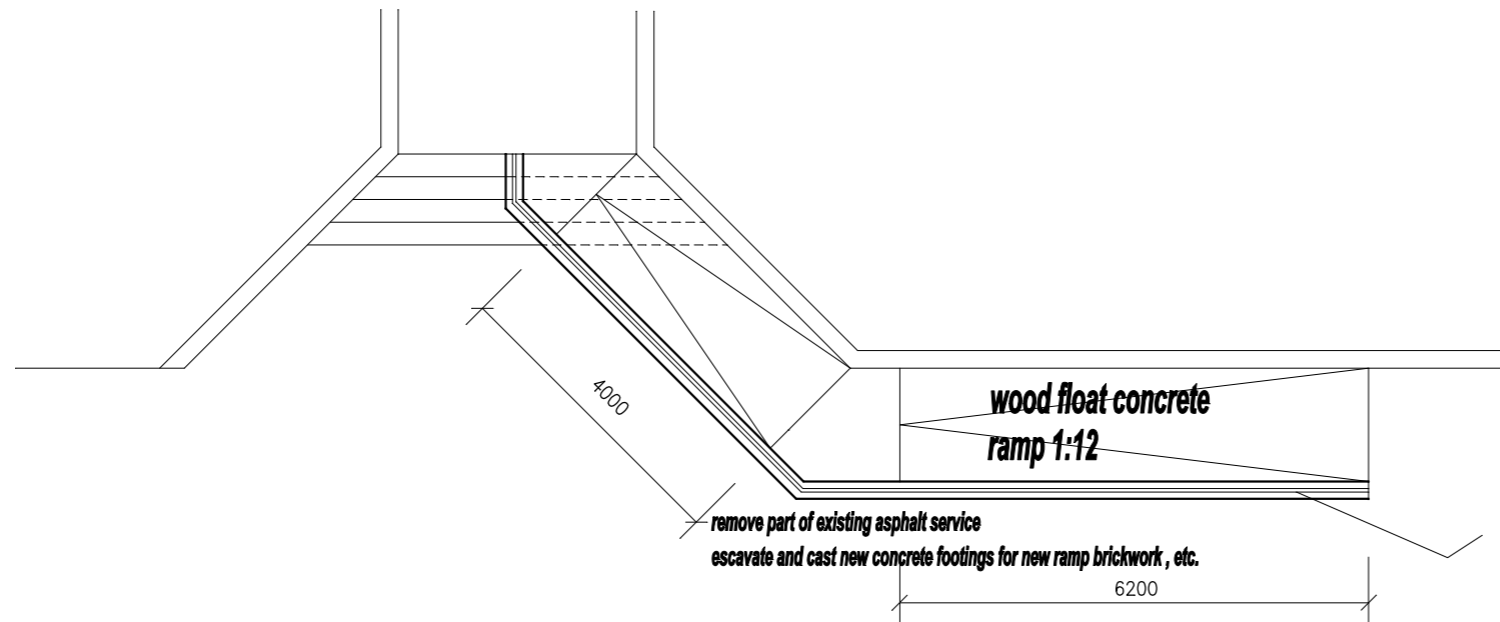 wood float concrete
ramp 1:12
4000
remove part of existing asphalt service
escavate and cast new concrete footings for new ramp brickwork , etc.
6200